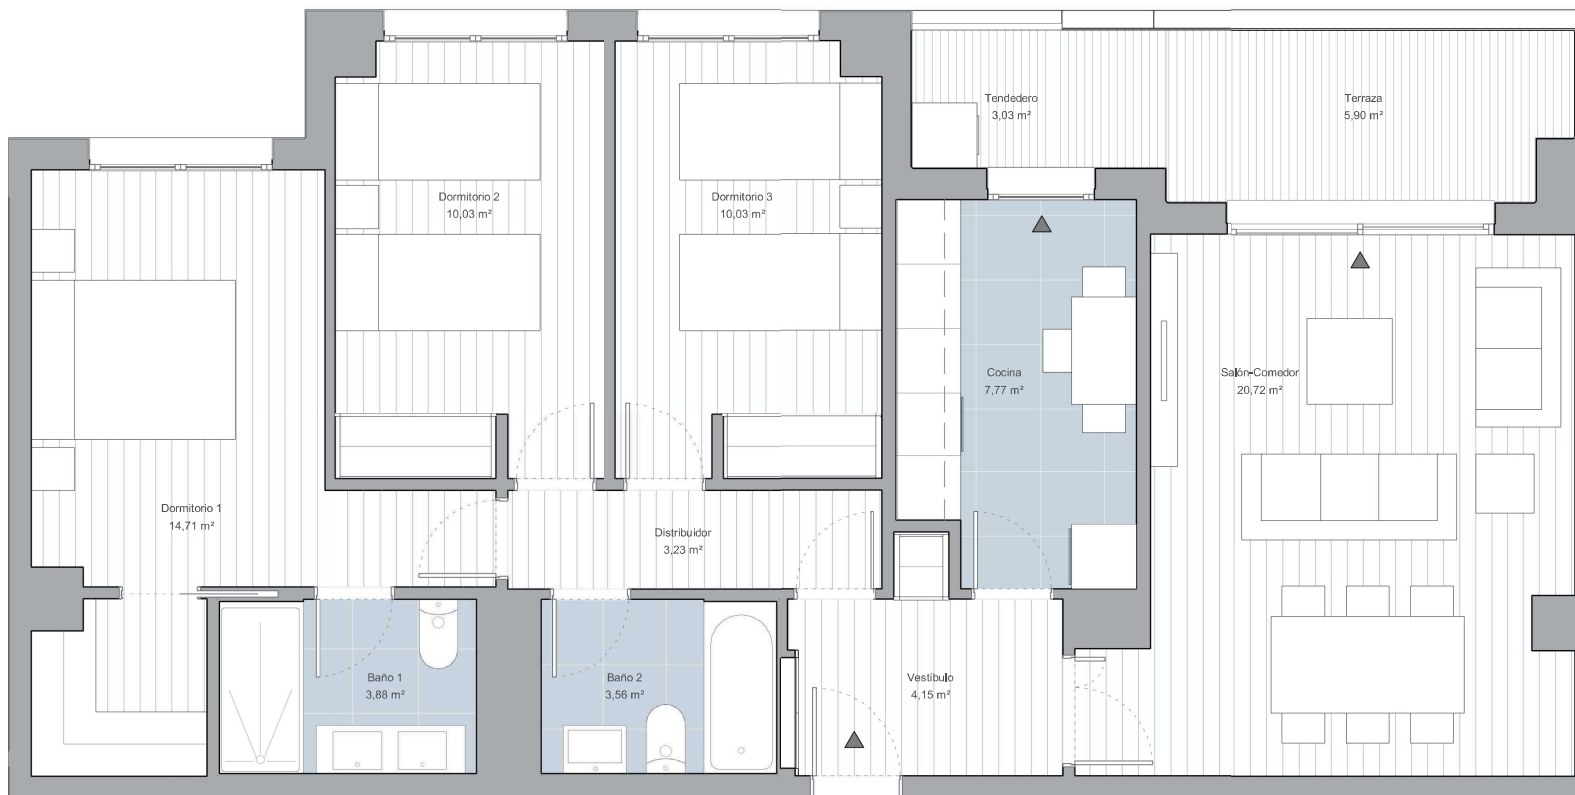 Tendedero
3,03 m²
Terraza
5,90 m²
Dormitorio 2
10,03 m²
Dormitorio 3
10,03 m²
Cocina
7,77 m²
Salón-Comedor
20,72 m²
Dormitorio 1
14,71 m²
Distribuidor
3,23 m²
Baño 1
3,88 m²
Baño 2
3,56 m²
Vestíbulo
4,15 m²